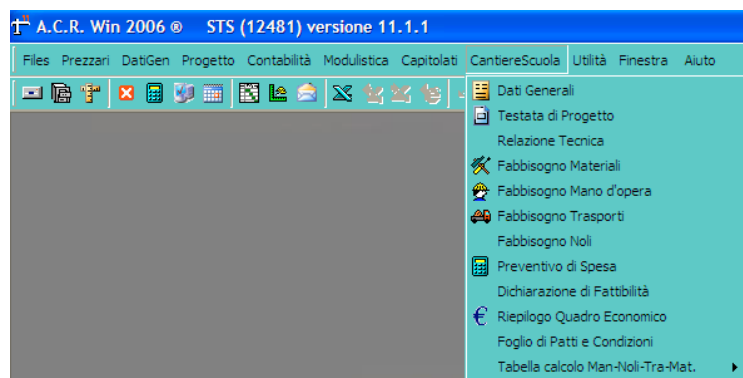 A.C.R. Win 2006 ® STS (12481) versione 11.1.1
Files Prezzari DatiGen Progetto Contabilità Modulistica Capitolati CantiereScuola Utilità Finestra Aiuto
Dati Generali
Testata di Progetto
Relazione Tecnica
Fabbisogno Materiali
Fabbisogno Mano d'opera
Fabbisogno Trasporti
Fabbisogno Noli
Preventivo di Spesa
Dichiarazione di Fattibilità
Riepilogo Quadro Economico
Foglio di Patti e Condizioni
Tabella calcolo Man-Noli-Tra-Mat.